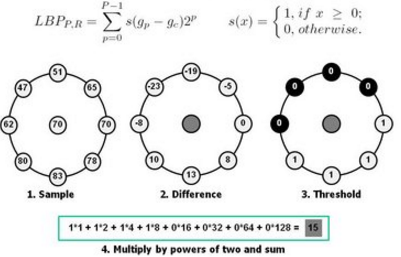 LBP_{P,R} = \sum_{p=0}^{P-1} s(g_p - g_c)2^p    s(x) = { 1, if x ≥ 0; 0, otherwise.
51 -19 0
47 65 -23 -5 0 0
62 70 70 -8 0 0 1
80 78 10 8 1 1
83 13 1
1. Sample 2. Difference 3. Threshold
1*1 + 1*2 + 1*4 + 1*8 + 0*16 + 0*32 + 0*64 + 0*128 = 15
4. Multiply by powers of two and sum